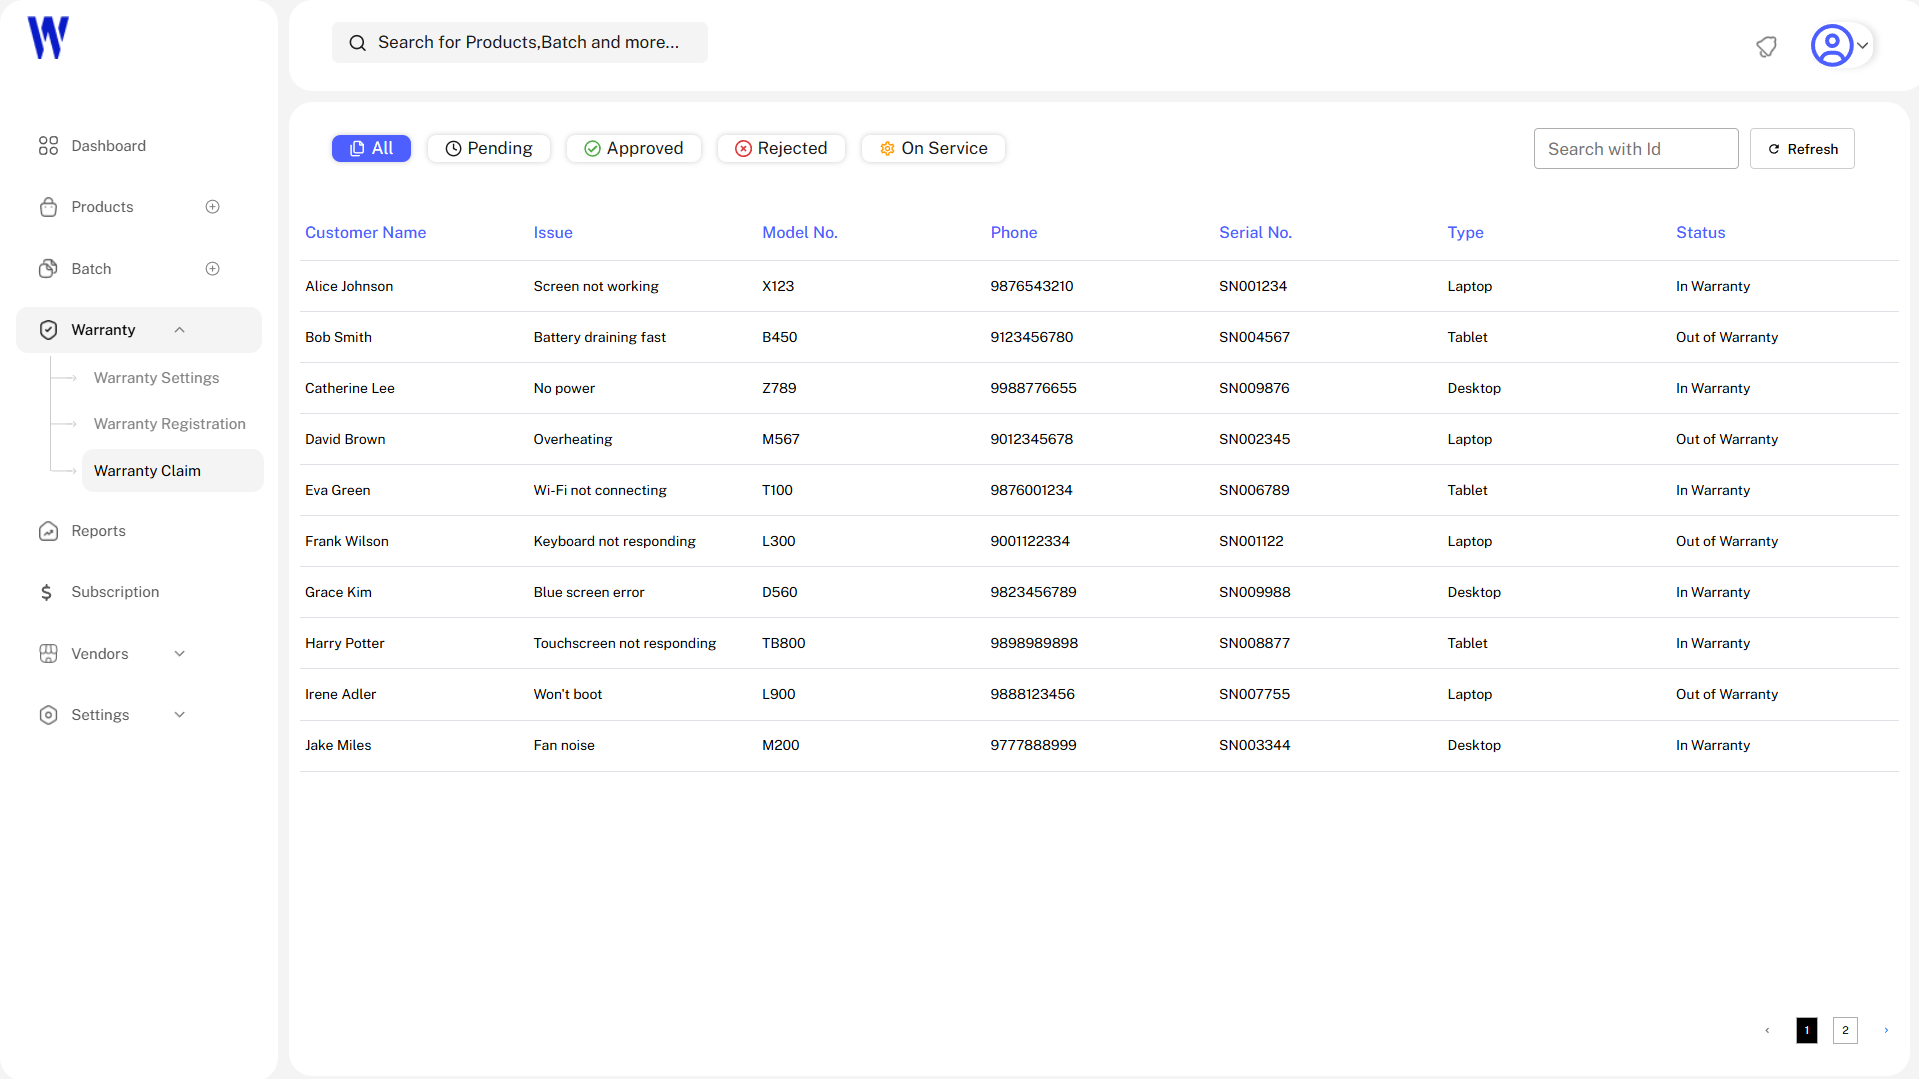 W
Search for Products,Batch and more...
Dashboard
Products
Batch
Warranty
Warranty Settings
Warranty Registration
Warranty Claim
Reports
Subscription
Vendors
Settings
All Pending Approved Rejected On Service Search with Id Refresh
Customer Name Issue Model No. Phone Serial No. Type Status
Alice Johnson Screen not working X123 9876543210 SN001234 Laptop In Warranty
Bob Smith Battery draining fast B450 9123456780 SN004567 Tablet Out of Warranty
Catherine Lee No power Z789 9988776655 SN009876 Desktop In Warranty
David Brown Overheating M567 9012345678 SN002345 Laptop Out of Warranty
Eva Green Wi-Fi not connecting T100 9876001234 SN006789 Tablet In Warranty
Frank Wilson Keyboard not responding L300 9001122334 SN001122 Laptop Out of Warranty
Grace Kim Blue screen error D560 9823456789 SN009988 Desktop In Warranty
Harry Potter Touchscreen not responding TB800 9898989898 SN008877 Tablet In Warranty
Irene Adler Won't boot L900 9888123456 SN007755 Laptop Out of Warranty
Jake Miles Fan noise M200 9777888999 SN003344 Desktop In Warranty
‹ 1 2 ›